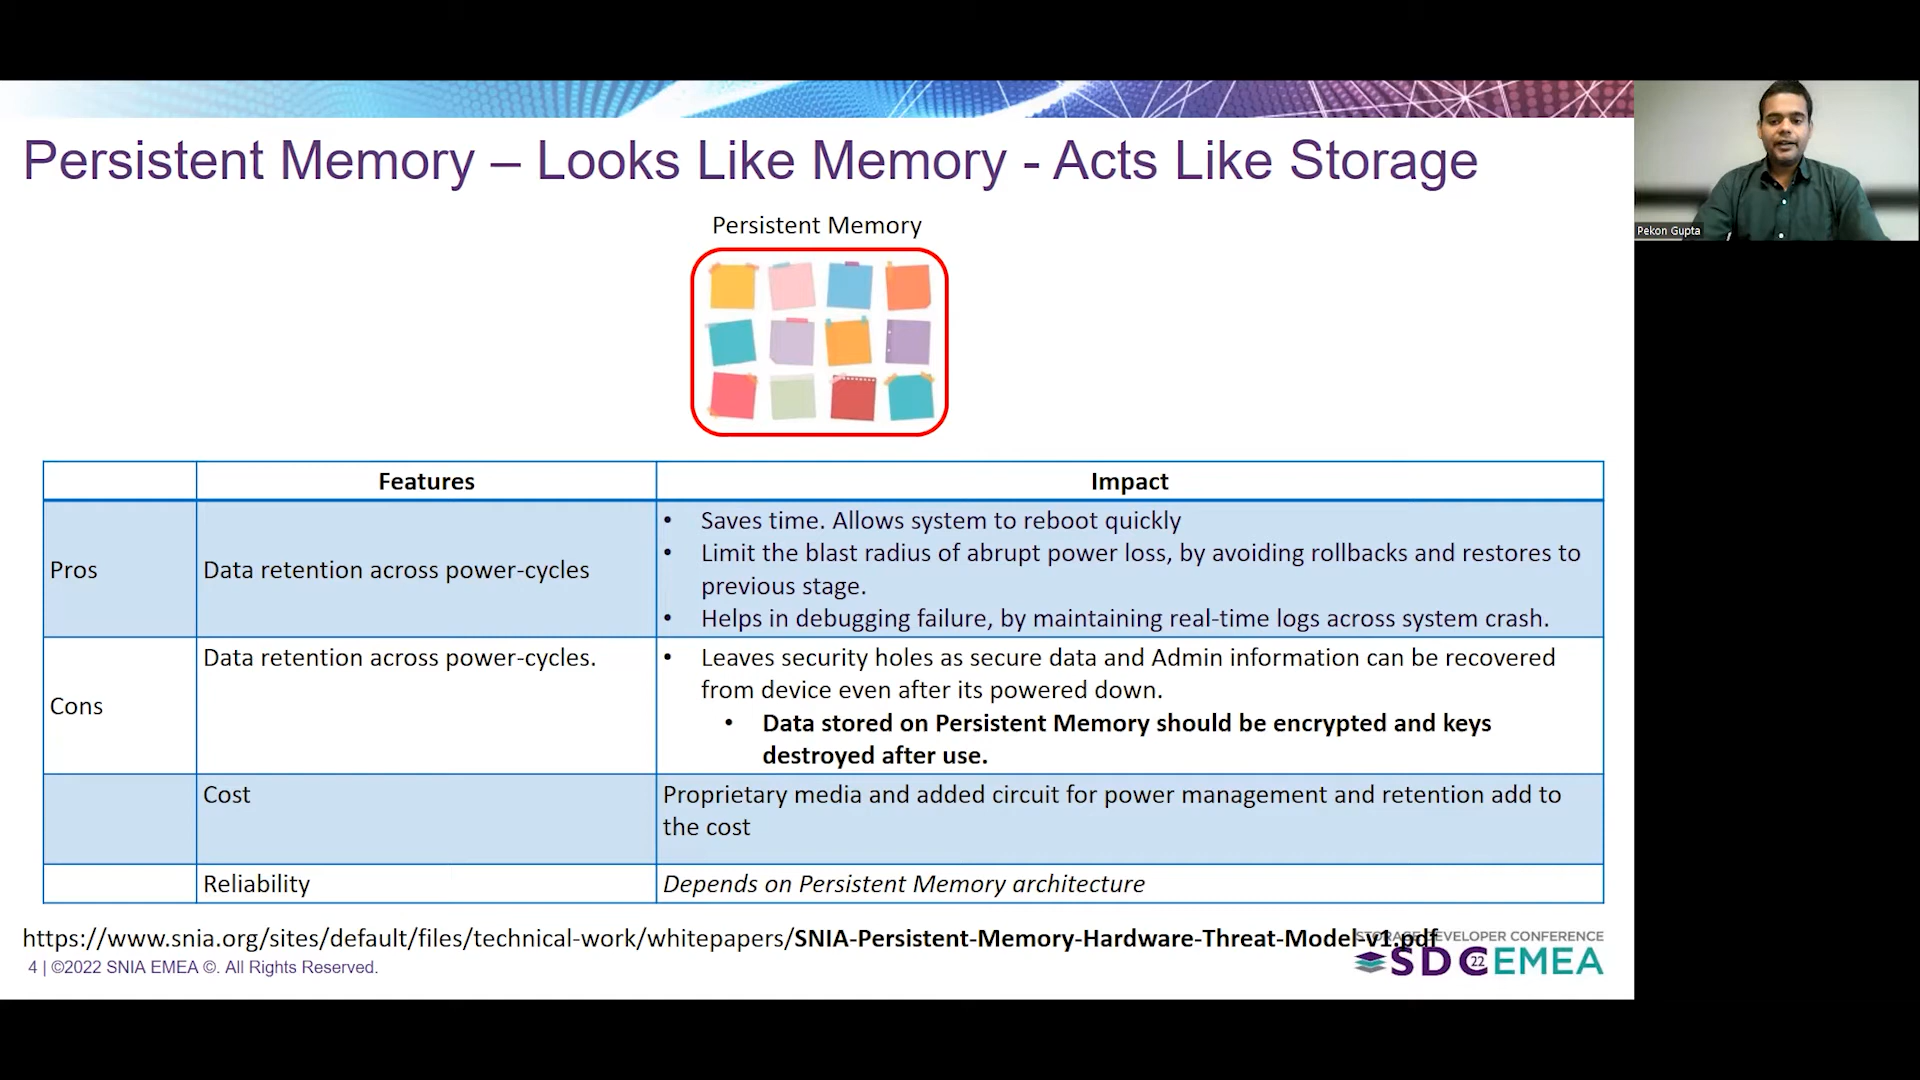 Persistent Memory – Looks Like Memory - Acts Like Storage
Pekon Gupta
Persistent Memory
Features
Impact
Pros
Data retention across power-cycles
• Saves time. Allows system to reboot quickly
• Limit the blast radius of abrupt power loss, by avoiding rollbacks and restores to
previous stage.
• Helps in debugging failure, by maintaining real-time logs across system crash.
Cons
Data retention across power-cycles.
• Leaves security holes as secure data and Admin information can be recovered
from device even after its powered down.
• Data stored on Persistent Memory should be encrypted and keys
destroyed after use.
Cost
Proprietary media and added circuit for power management and retention add to
the cost
Reliability
Depends on Persistent Memory architecture
https://www.snia.org/sites/default/files/technical-work/whitepapers/SNIA-Persistent-Memory-Hardware-Threat-Model-v1.pdf
STORAGE DEVELOPER CONFERENCE
SDC 22 EMEA
4 | ©2022 SNIA EMEA ©. All Rights Reserved.